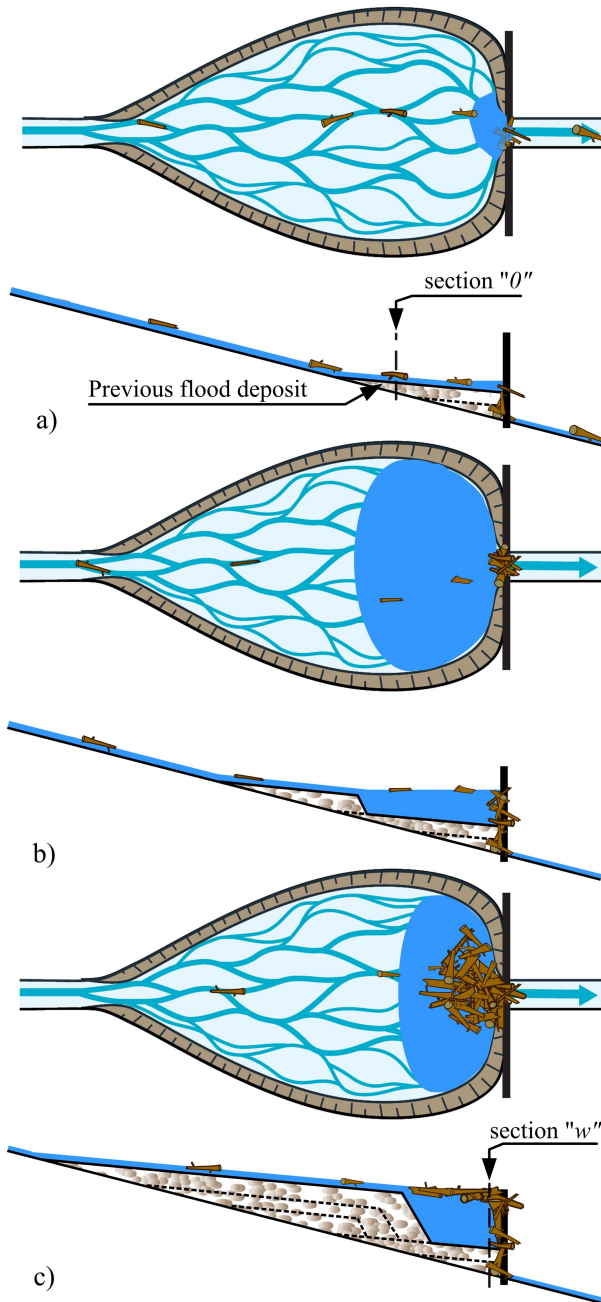 section "0"
Previous flood deposit
a)
b)
section "w"
c)